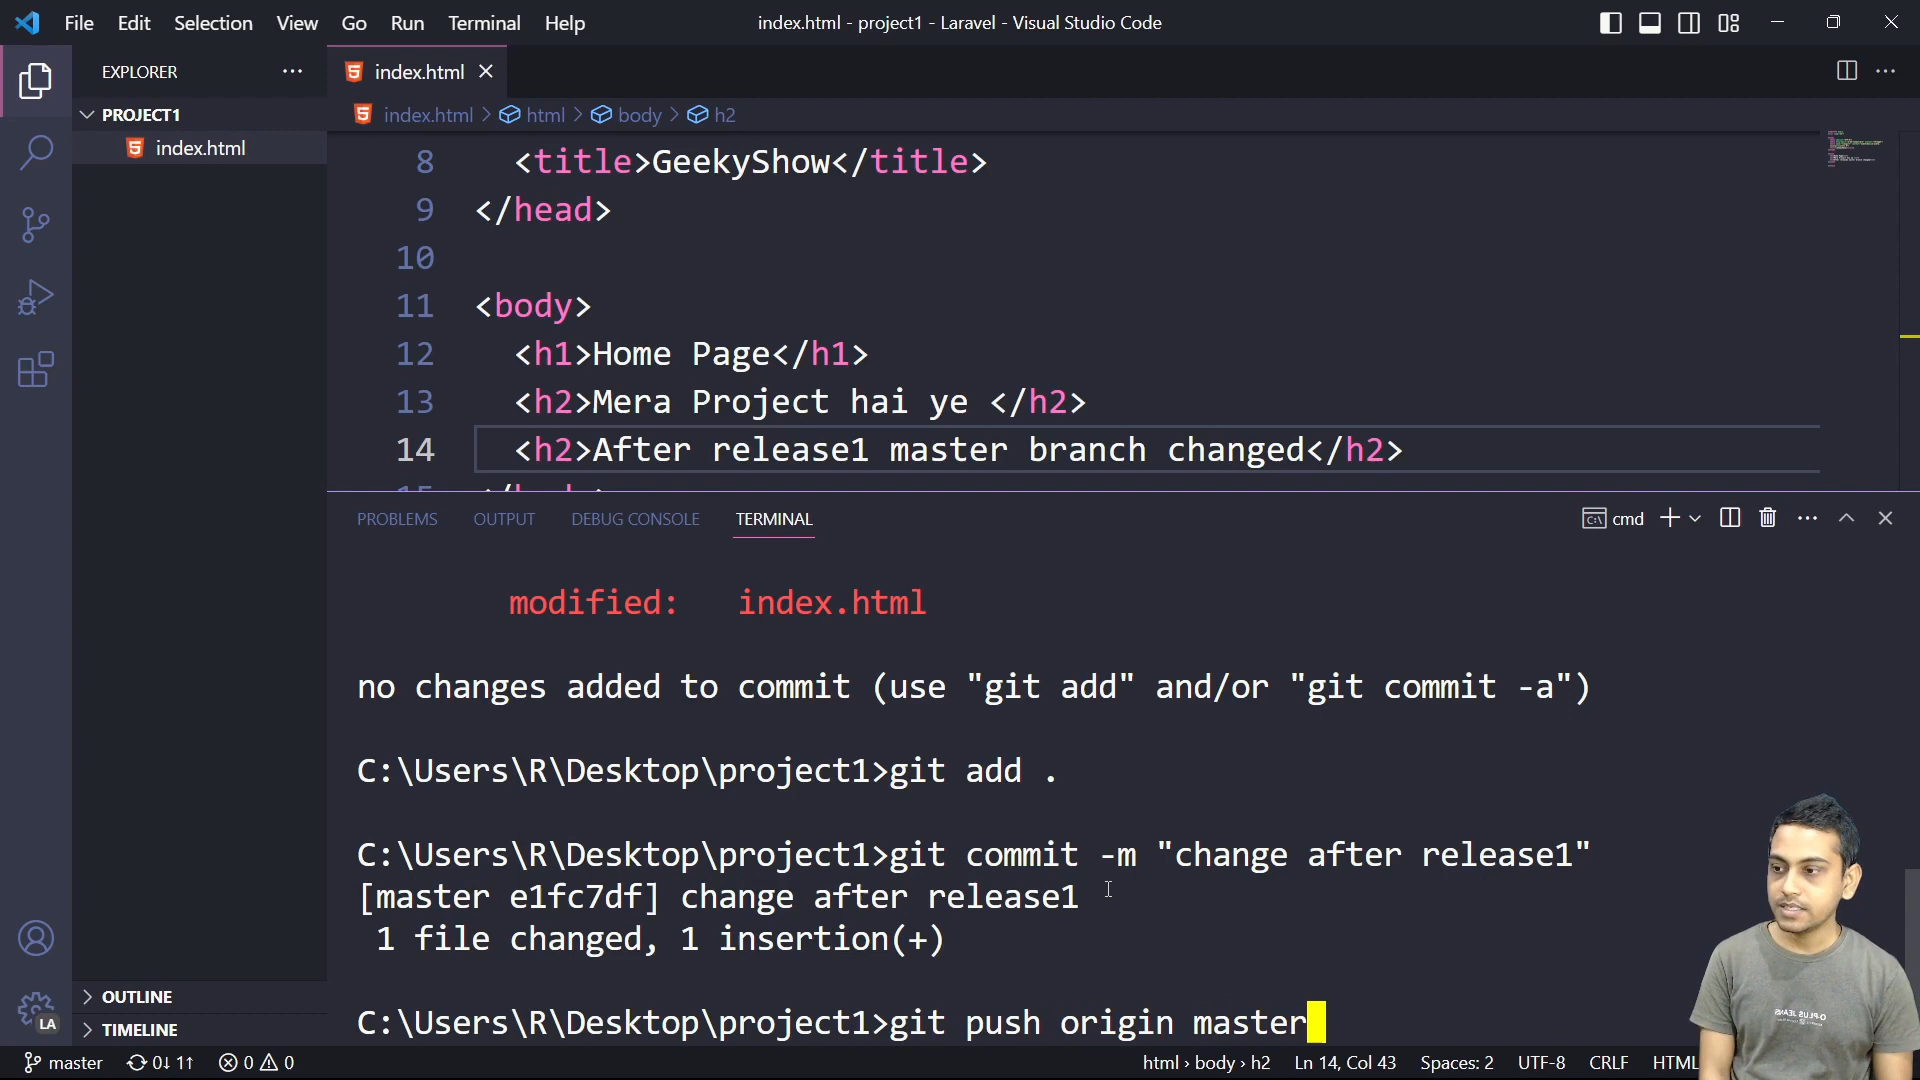 File Edit Selection View Go Run Terminal Help
index.html - project1 - Laravel - Visual Studio Code
EXPLORER
index.html
PROJECT1
index.html > html > body > h2
index.html
8 <title>GeekyShow</title>
9 </head>
10
11 <body>
12 <h1>Home Page</h1>
13 <h2>Mera Project hai ye </h2>
14 <h2>After release1 master branch changed</h2>
PROBLEMS OUTPUT DEBUG CONSOLE TERMINAL
cmd
modified: index.html
no changes added to commit (use "git add" and/or "git commit -a")
C:\Users\R\Desktop\project1>git add .
C:\Users\R\Desktop\project1>git commit -m "change after release1"
[master e1fc7df] change after release1
1 file changed, 1 insertion(+)
C:\Users\R\Desktop\project1>git push origin master
OUTLINE
TIMELINE
LA
master 0↓ 1↑ 0 0
html > body > h2 Ln 14, Col 43 Spaces: 2 UTF-8 CRLF HTML